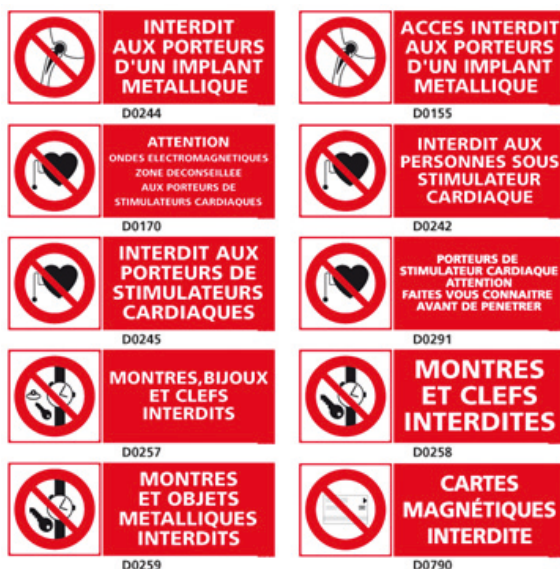 INTERDIT
AUX PORTEURS
D'UN IMPLANT
METALLIQUE
D0244
ACCES INTERDIT
AUX PORTEURS
D'UN IMPLANT
METALLIQUE
D0155
ATTENTION
ONDES ELECTROMAGNETIQUES
ZONE DECONSEILLEE
AUX PORTEURS DE
STIMULATEURS CARDIAQUES
D0170
INTERDIT AUX
PERSONNES SOUS
STIMULATEUR
CARDIAQUE
D0242
INTERDIT AUX
PORTEURS DE
STIMULATEURS
CARDIAQUES
D0245
PORTEURS DE
STIMULATEUR CARDIAQUE
ATTENTION
FAITES VOUS CONNAITRE
AVANT DE PENETRER
D0291
MONTRES,BIJOUX
ET CLEFS
INTERDITS
D0257
MONTRES
ET CLEFS
INTERDITES
D0258
MONTRES
ET OBJETS
METALLIQUES
INTERDITS
D0259
CARTES
MAGNÉTIQUES
INTERDITE
D0790